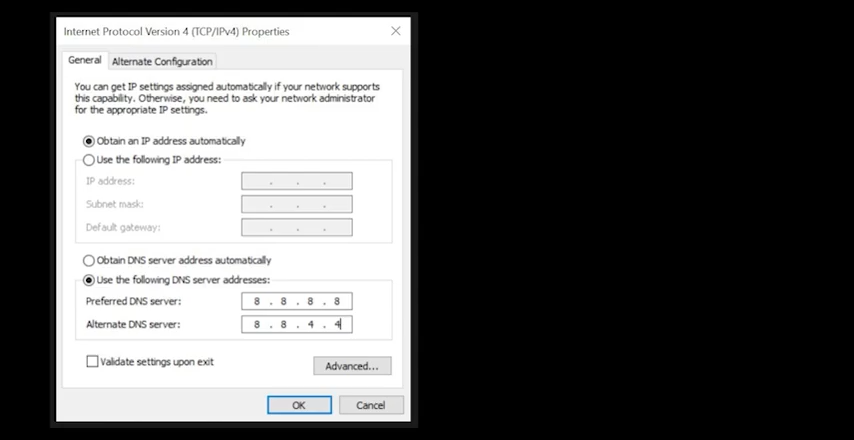 Internet Protocol Version 4 (TCP/IPv4) Properties
General
Alternate Configuration
You can get IP settings assigned automatically if your network supports
this capability. Otherwise, you need to ask your network administrator
for the appropriate IP settings.
Obtain an IP address automatically
Use the following IP address:
IP address:
Subnet mask:
Default gateway:
Obtain DNS server address automatically
Use the following DNS server addresses:
Preferred DNS server: 8 . 8 . 8 . 8
Alternate DNS server: 8 . 8 . 4 . 4
Validate settings upon exit
Advanced...
OK
Cancel